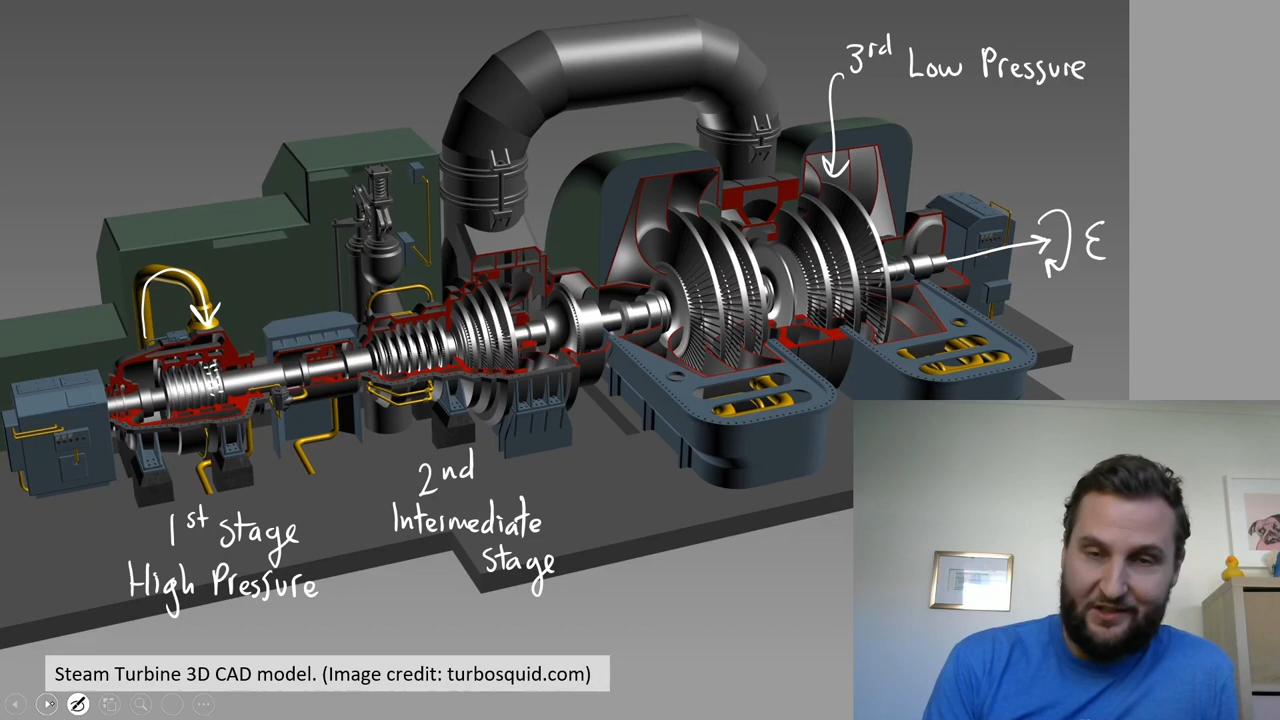 3rd Low Pressure
ε
2nd
Intermediate
Stage
1st Stage
High Pressure
Steam Turbine 3D CAD model. (Image credit: turbosquid.com)